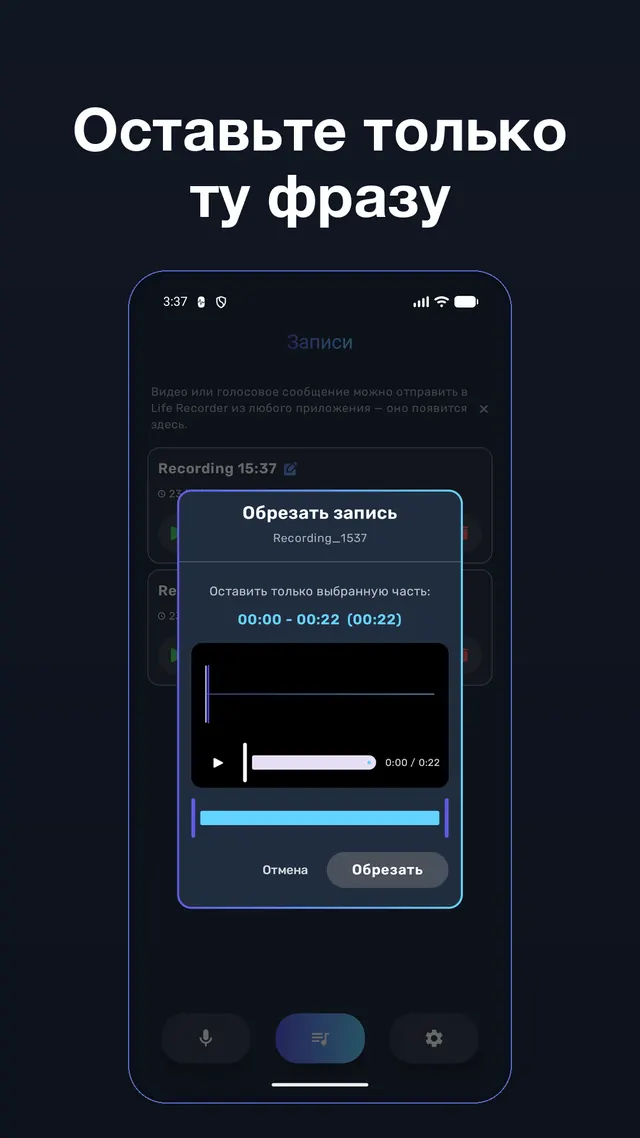 Оставьте только
ту фразу
3:37
Записи
Видео или голосовое сообщение можно отправить в
Life Recorder из любого приложения — оно появится
здесь.
Recording 15:37
23
Обрезать запись
Recording_1537
Оставить только выбранную часть:
00:00 - 00:22 (00:22)
Re
0:00 / 0:22
Отмена
Обрезать